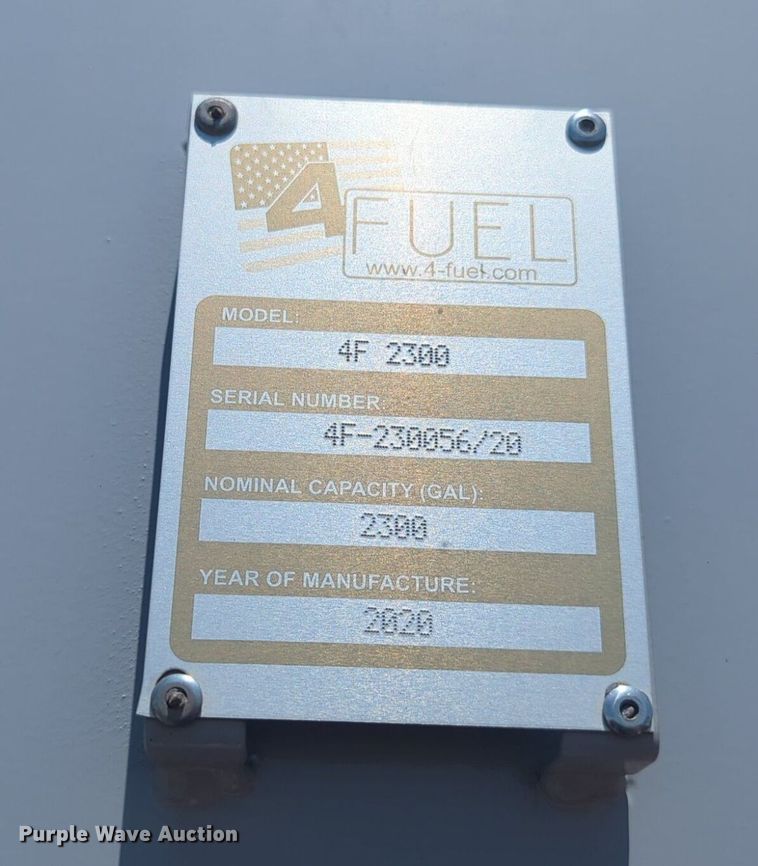 4FUEL
www.4-fuel.com
MODEL:
4F 2300
SERIAL NUMBER:
4F-230056/20
NOMINAL CAPACITY (GAL):
2300
YEAR OF MANUFACTURE:
2020
Purple Wave Auction